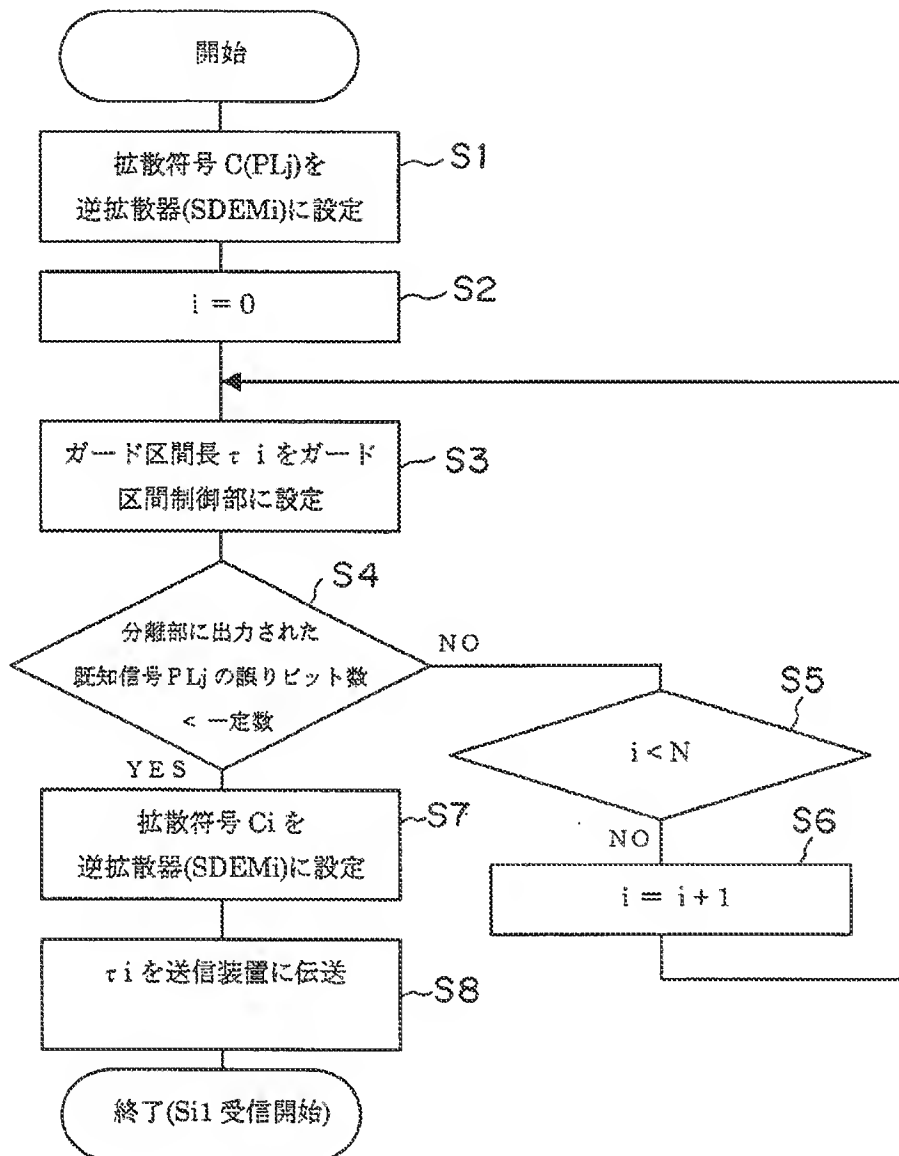 開始
拡散符号 C(PLj)を
逆拡散器(SDEMi)に設定
S1
i = 0
S2
ガード区間長τ i をガード
区間制御部に設定
S3
S4
分離部に出力された
既知信号PLjの誤りビット数
< 一定数
NO
YES
S5
i < N
NO
S6
i = i + 1
拡散符号 Ci を
逆拡散器(SDEMi)に設定
S7
τ i を送信装置に伝送
S8
終了(Si1 受信開始)